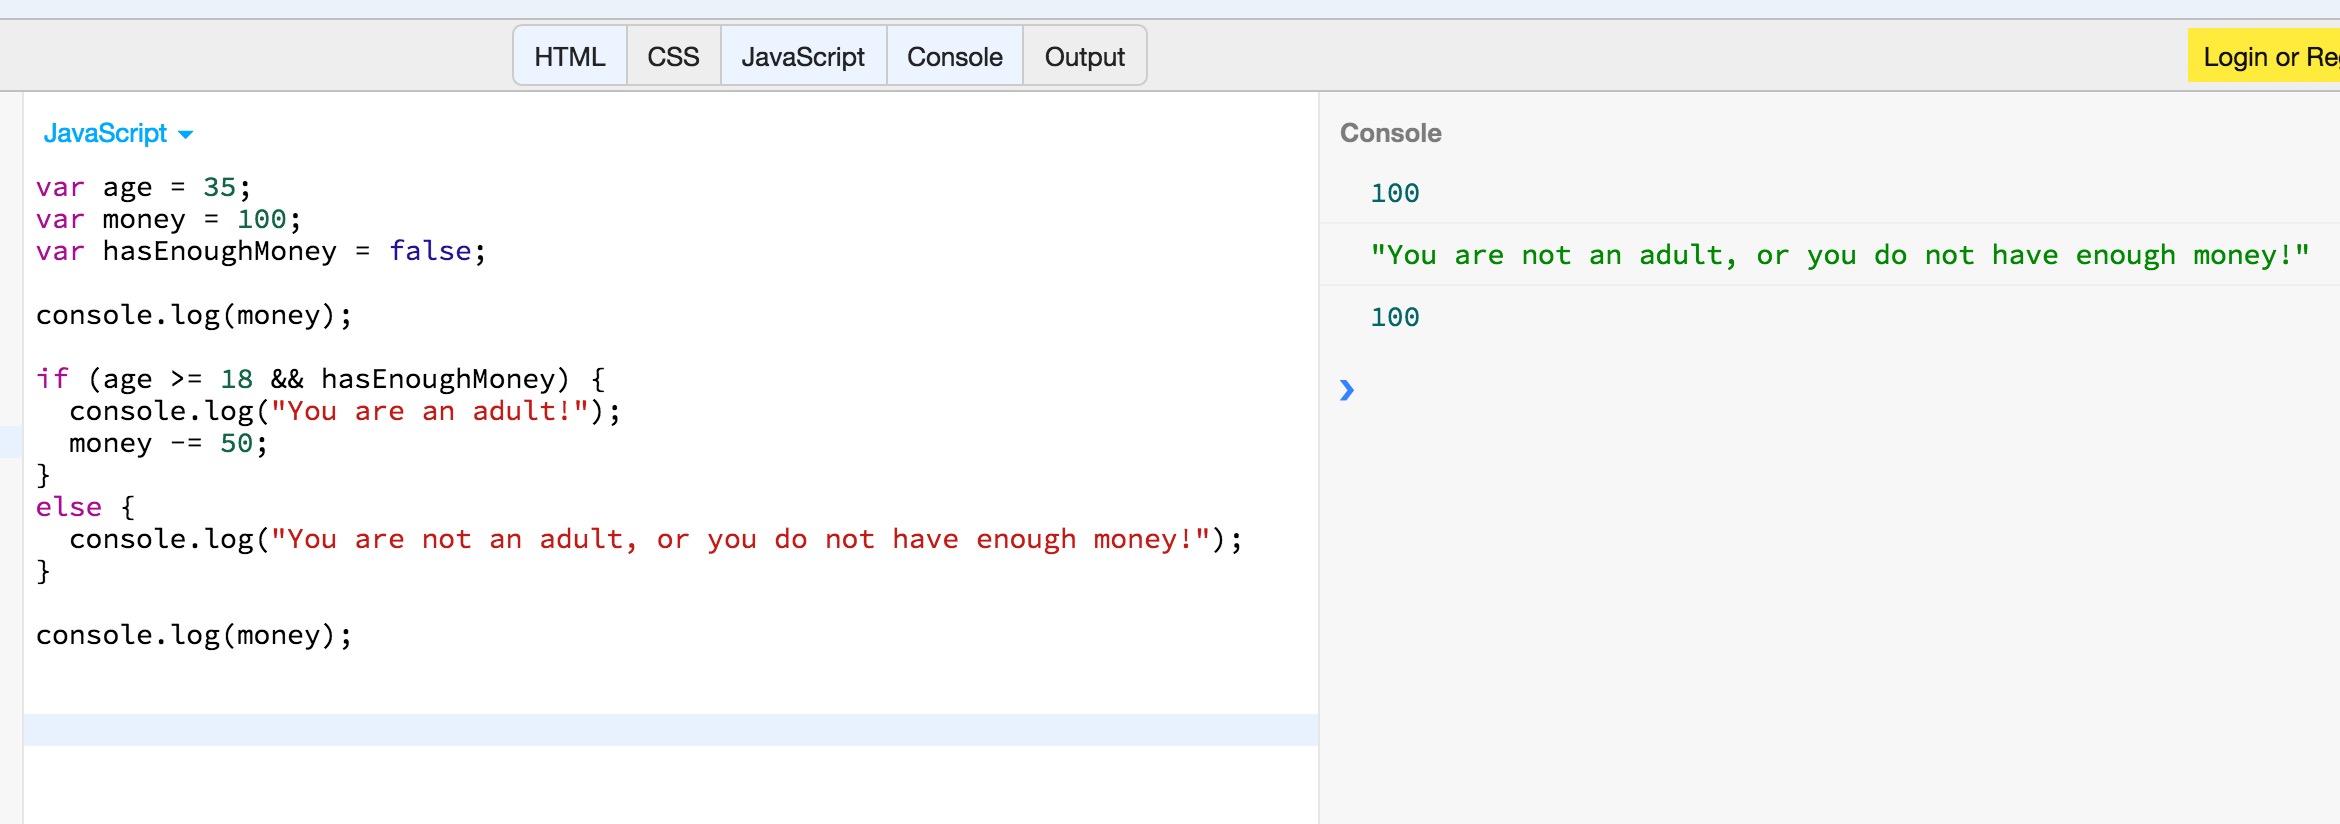 HTML CSS JavaScript Console Output
Login or
JavaScript
var age = 35;
var money = 100;
var hasEnoughMoney = false;
console.log(money);
if (age >= 18 && hasEnoughMoney) {
  console.log("You are an adult!");
  money -= 50;
}
else {
  console.log("You are not an adult, or you do not have enough money!");
}
console.log(money);
Console
100
"You are not an adult, or you do not have enough money!"
100
❯